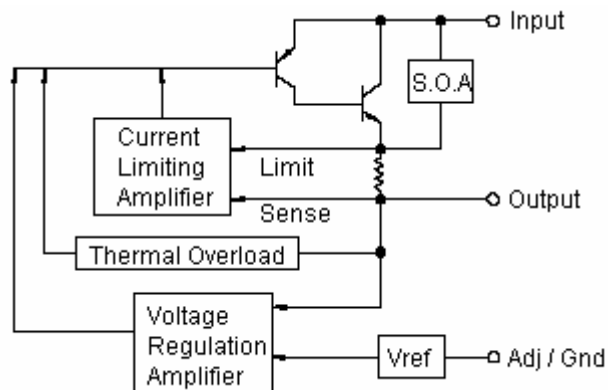 Input
S.O.A
Current
Limiting
Amplifier
Limit
Sense
Output
Thermal Overload
Voltage
Regulation
Amplifier
Vref
Adj / Gnd